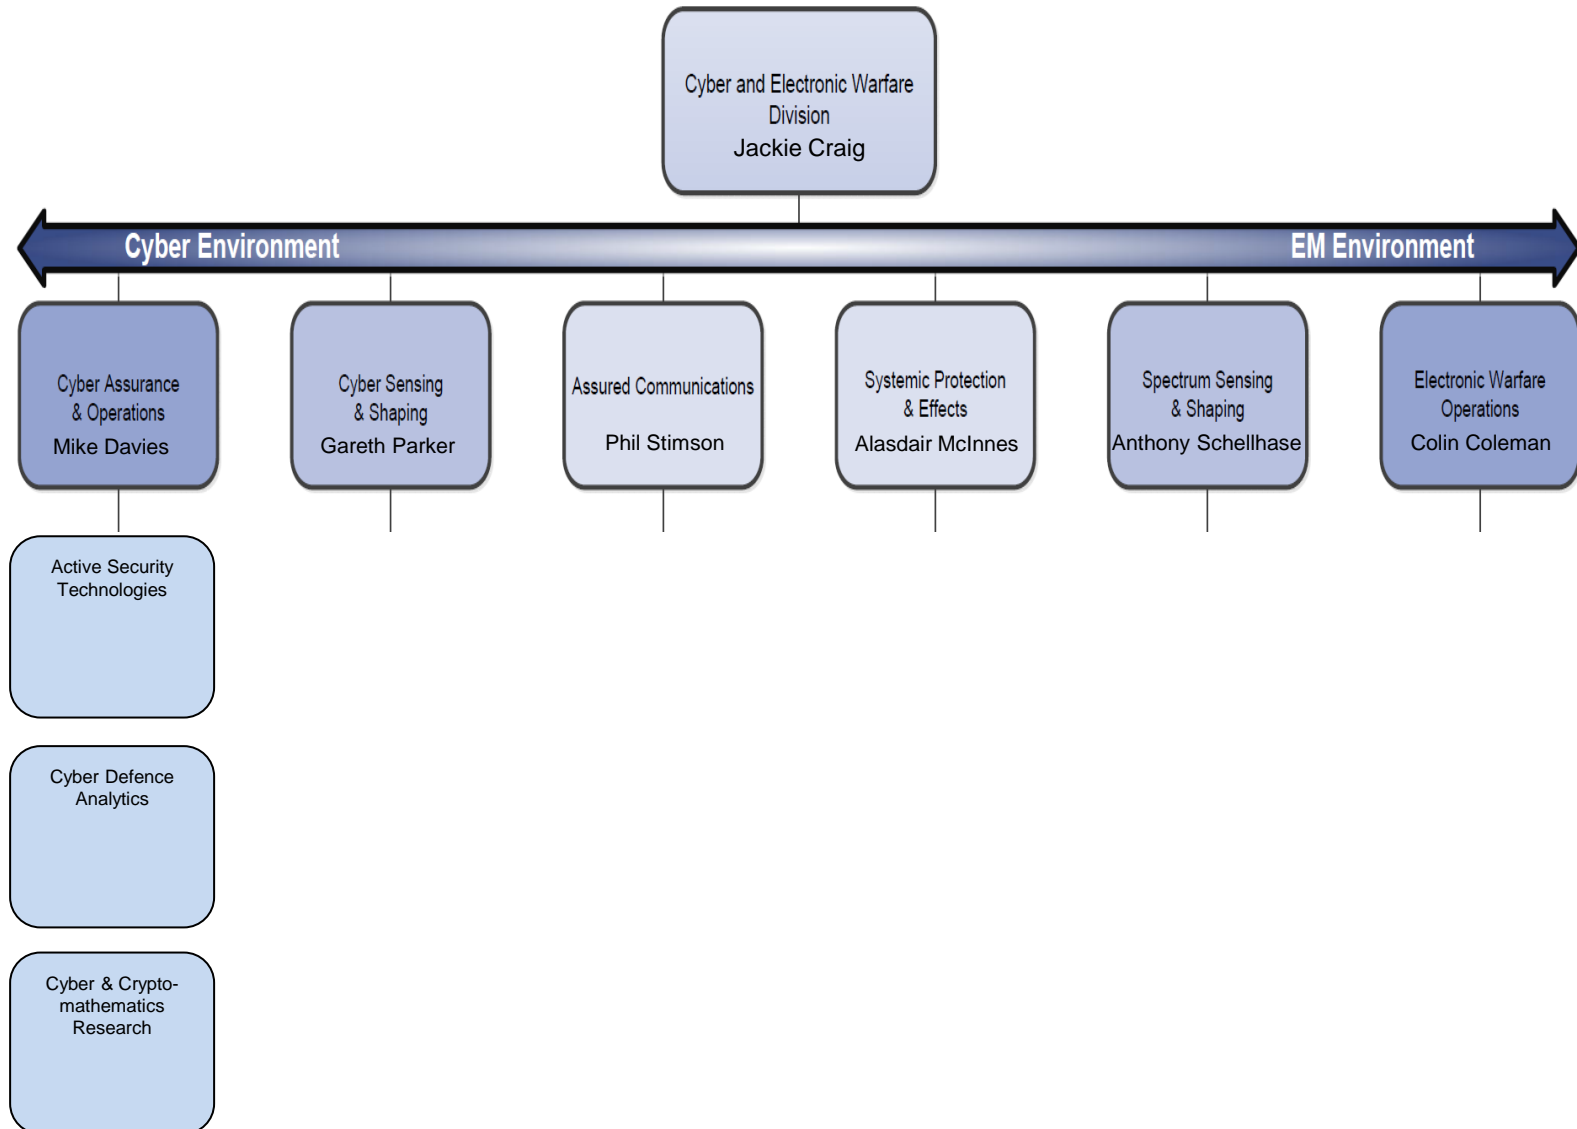 Cyber and Electronic Warfare
Division
Jackie Craig
Cyber Environment
EM Environment
Cyber Assurance
& Operations
Mike Davies
Cyber Sensing
& Shaping
Gareth Parker
Assured Communications
Phil Stimson
Systemic Protection
& Effects
Alasdair McInnes
Spectrum Sensing
& Shaping
Anthony Schellhase
Electronic Warfare
Operations
Colin Coleman
Active Security
Technologies
Cyber Defence
Analytics
Cyber & Crypto-
mathematics
Research